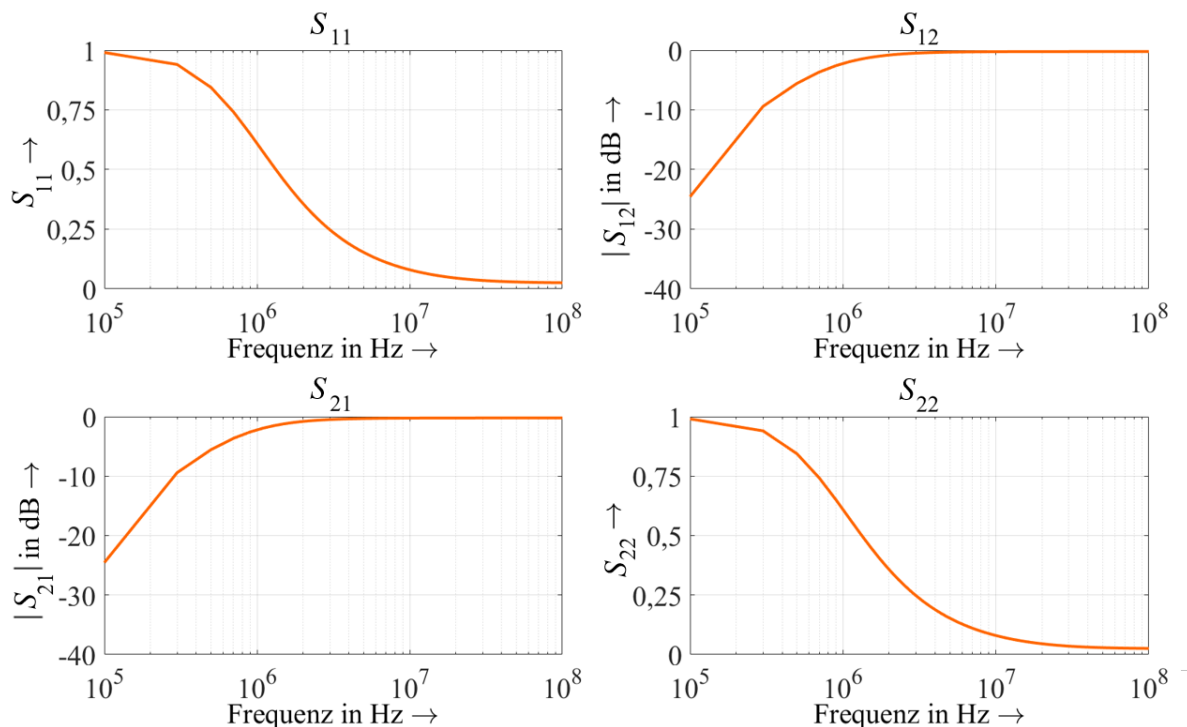 S11
S12
1
0,75
0,5
0,25
0
S11 →
10^5 10^6 10^7 10^8
Frequenz in Hz →
0
-10
-20
-30
-40
|S12| in dB →
10^5 10^6 10^7 10^8
Frequenz in Hz →
S21
S22
0
-10
-20
-30
-40
|S21| in dB →
10^5 10^6 10^7 10^8
Frequenz in Hz →
1
0,75
0,5
0,25
0
S22 →
10^5 10^6 10^7 10^8
Frequenz in Hz →